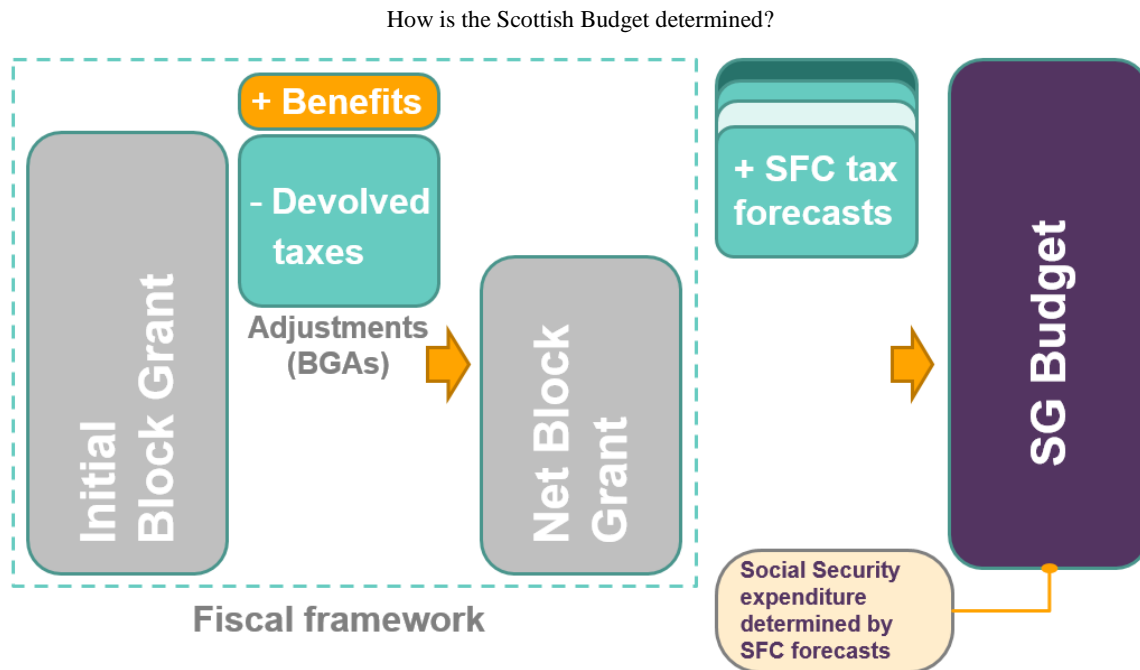 How is the Scottish Budget determined?
+ Benefits
- Devolved
taxes
Adjustments
(BGAs)
Initial
Block Grant
Net Block
Grant
Fiscal framework
+ SFC tax
forecasts
SG Budget
Social Security
expenditure
determined by
SFC forecasts